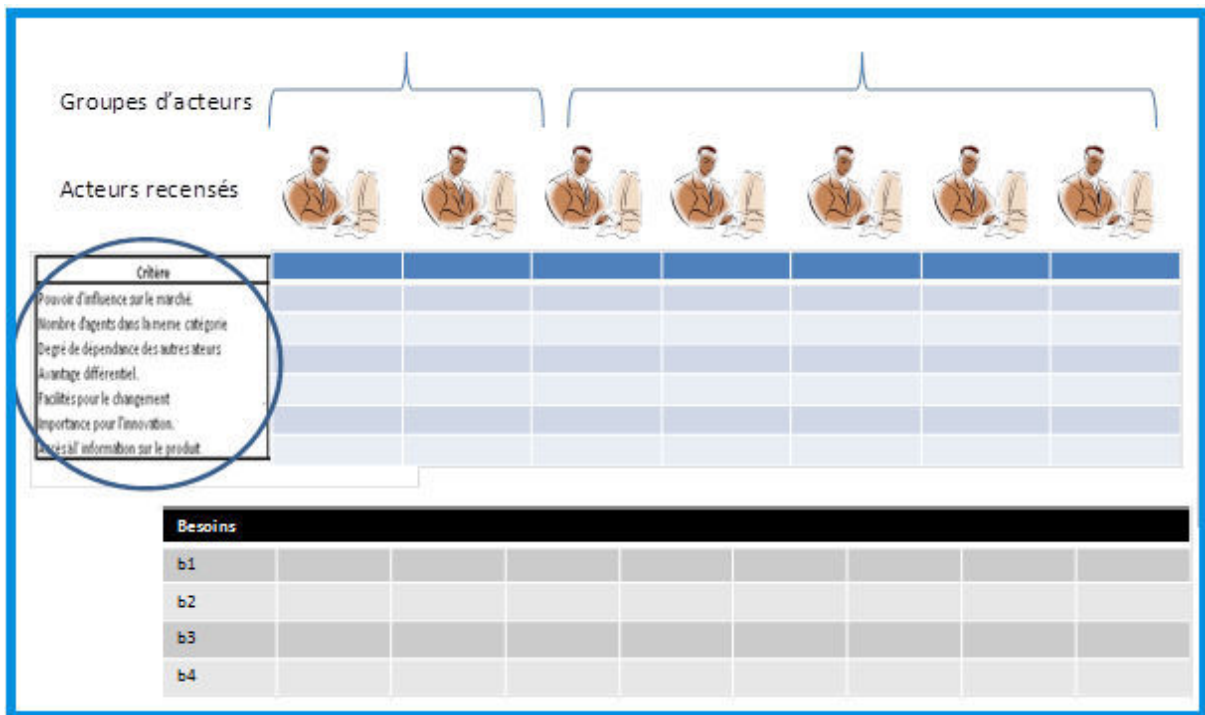 Groupes d'acteurs
Acteurs recensés
Critère
Pouvoir d'influence sur le marché.
Nombre d'agents dans la meme catégorie
Degré de dépendance des autres ateurs
Avantage différentiel.
Facilités pour le changement .
Importance pour l'innovation.
Accès à l' information sur le produit
Besoins
b1
b2
b3
b4